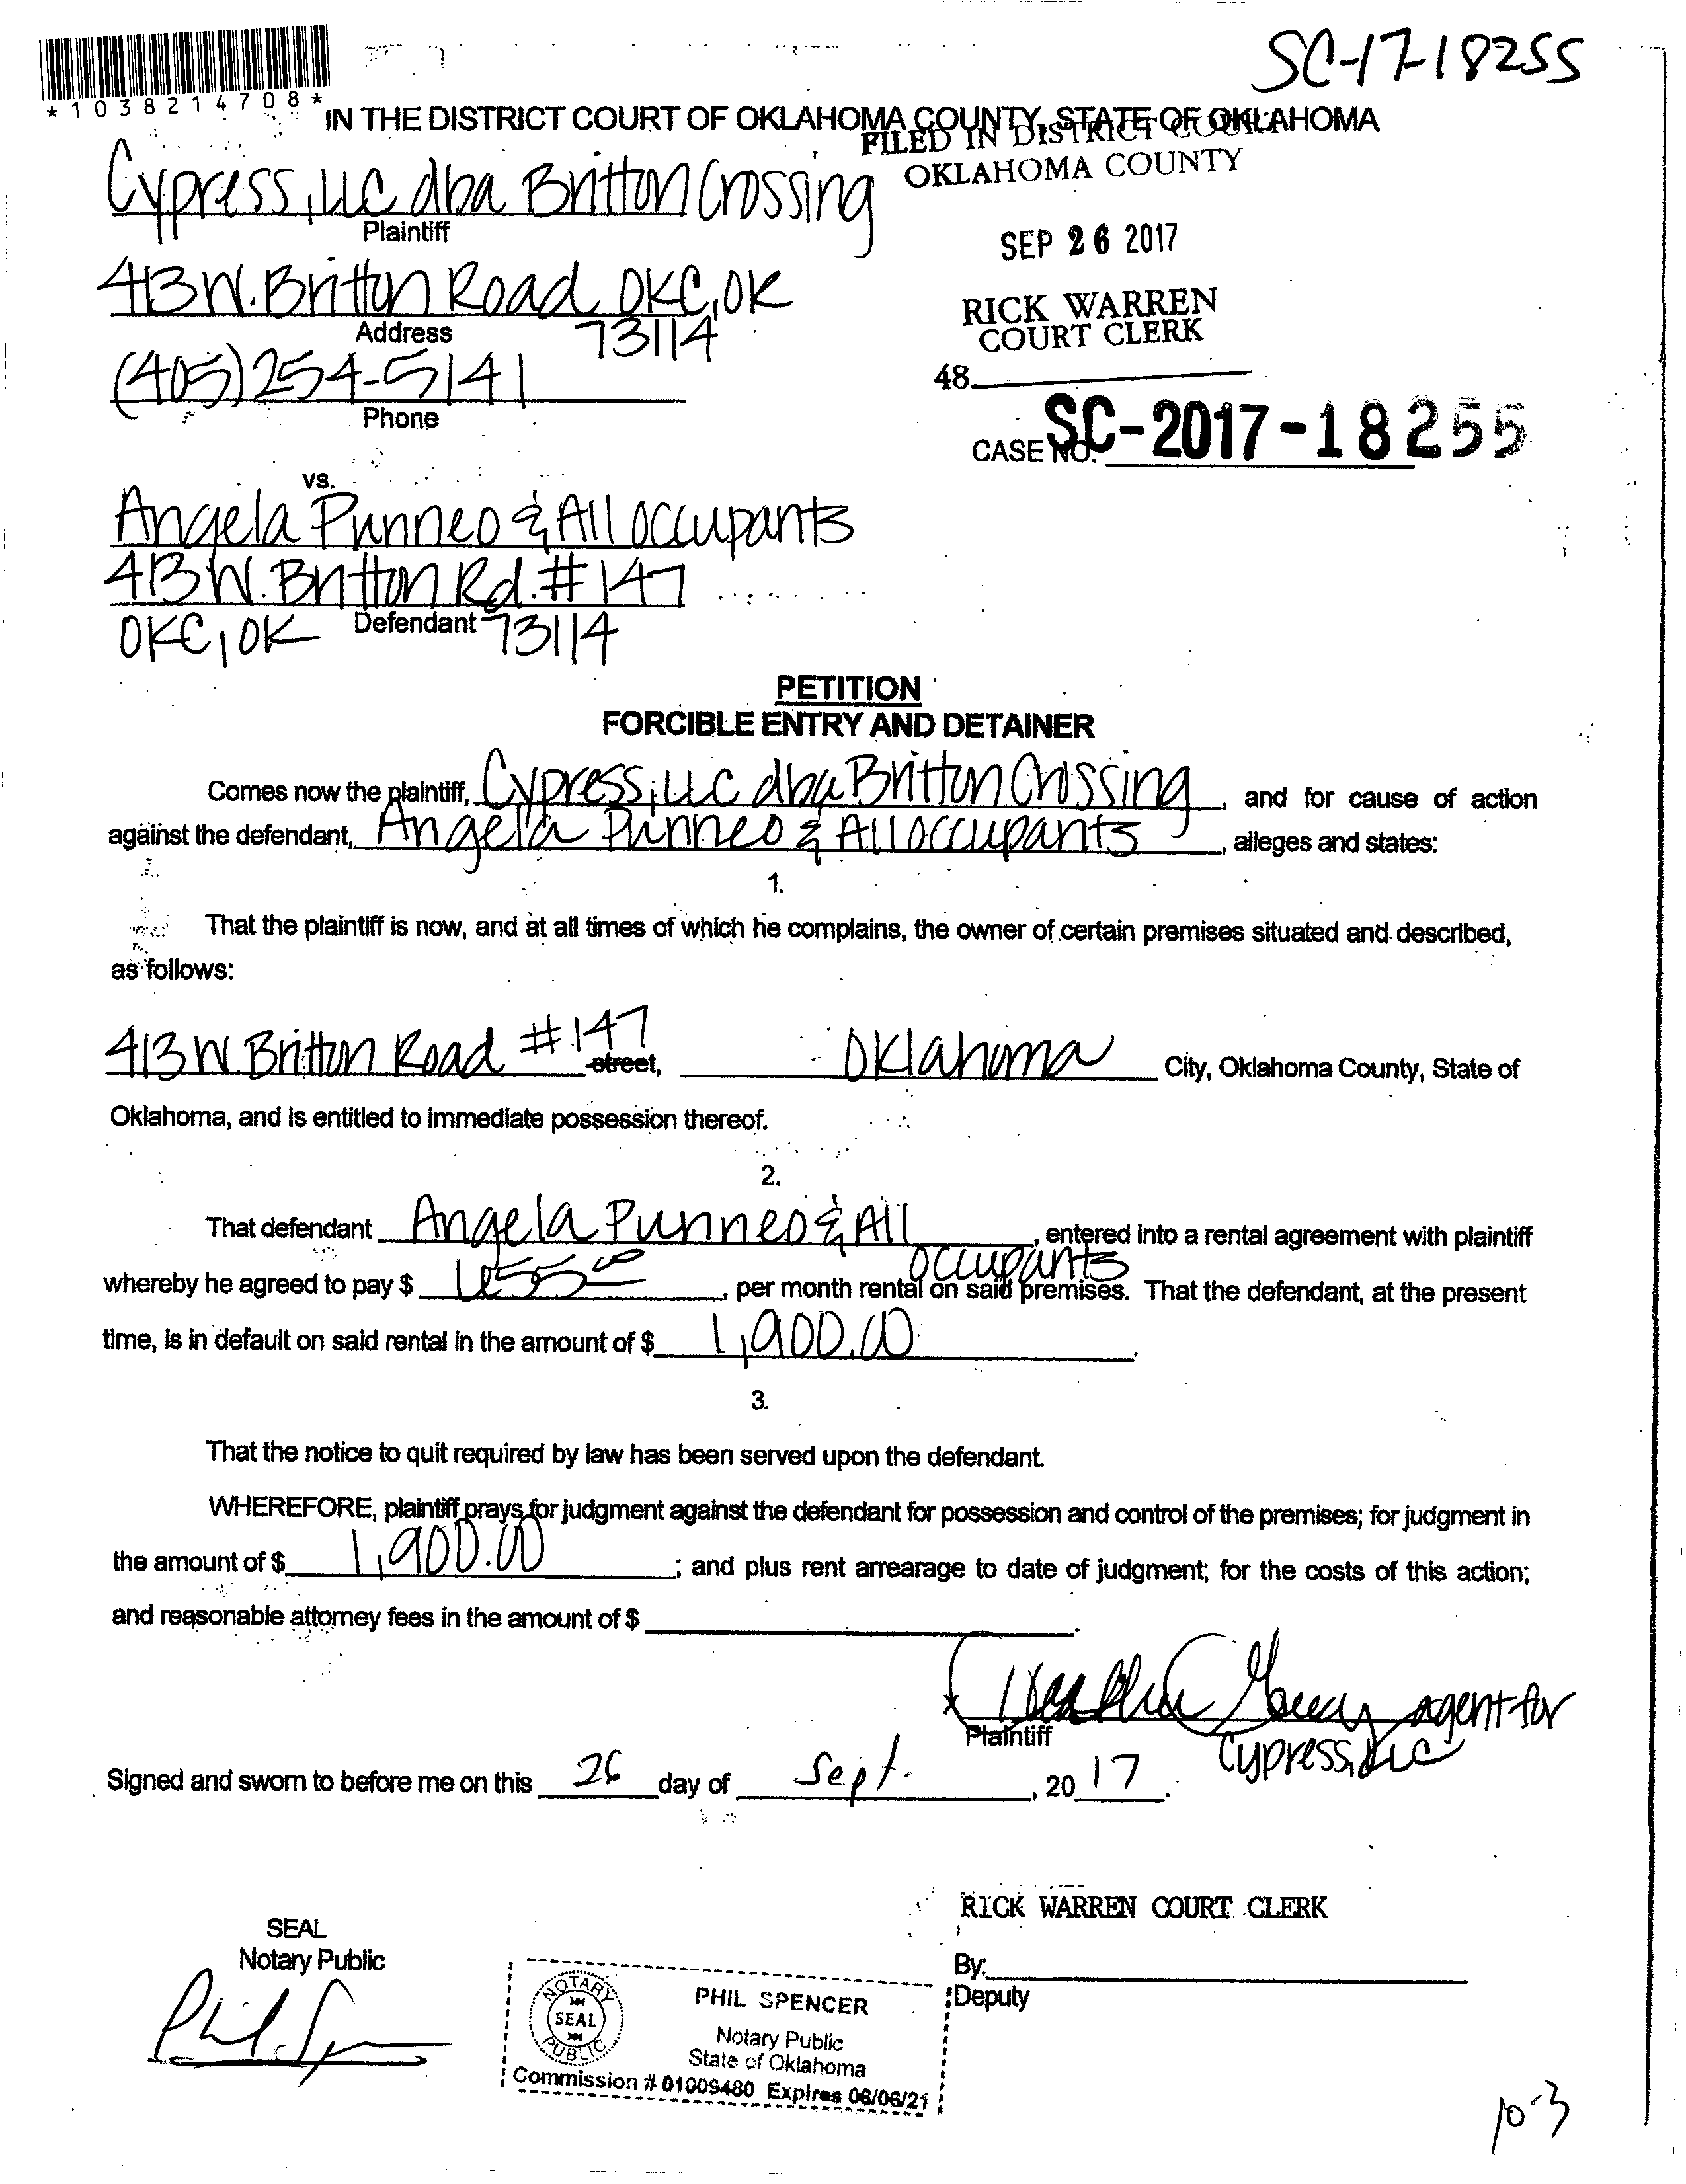 SC-17-18255
*1038214708*
IN THE DISTRICT COURT OF OKLAHOMA COUNTY, STATE OF OKLAHOMA
FILED IN DISTRICT COURT
OKLAHOMA COUNTY
Cypress, LLC dba Britton Crossing
Plaintiff
SEP 26 2017
413 W. Britton Road OKC, OK
73114
Address
RICK WARREN
COURT CLERK
(405) 254-5141
Phone
48
CASE NO. SC-2017-18255
vs.
Angela Punneo & All occupants
413 W. Britton Rd. #147
OKC, OK 73114
Defendant
PETITION
FORCIBLE ENTRY AND DETAINER
Comes now the plaintiff, Cypress, LLC dba Britton Crossing, and for cause of action
against the defendant, Angela Punneo & All occupants, alleges and states:
1.
That the plaintiff is now, and at all times of which he complains, the owner of certain premises situated and described,
as follows:
413 W Britton Road #147 street, Oklahoma City, Oklahoma County, State of
Oklahoma, and is entitled to immediate possession thereof.
2.
That defendant Angela Punneo & All occupants, entered into a rental agreement with plaintiff
whereby he agreed to pay $ 655.00, per month rental on said premises. That the defendant, at the present
time, is in default on said rental in the amount of $ 1,900.00.
3.
That the notice to quit required by law has been served upon the defendant.
WHEREFORE, plaintiff prays for judgment against the defendant for possession and control of the premises; for judgment in
the amount of $ 1,900.00; and plus rent arrearage to date of judgment; for the costs of this action;
and reasonable attorney fees in the amount of $
x agent for
Plaintiff Cypress, LLC
Signed and sworn to before me on this 26 day of Sept., 2017.
RICK WARREN COURT CLERK
SEAL
Notary Public
By:
Deputy
Phil Spencer
NOTARY PUBLIC SEAL
PHIL SPENCER
Notary Public
State of Oklahoma
Commission # 01009480 Expires 06/06/21
10-3